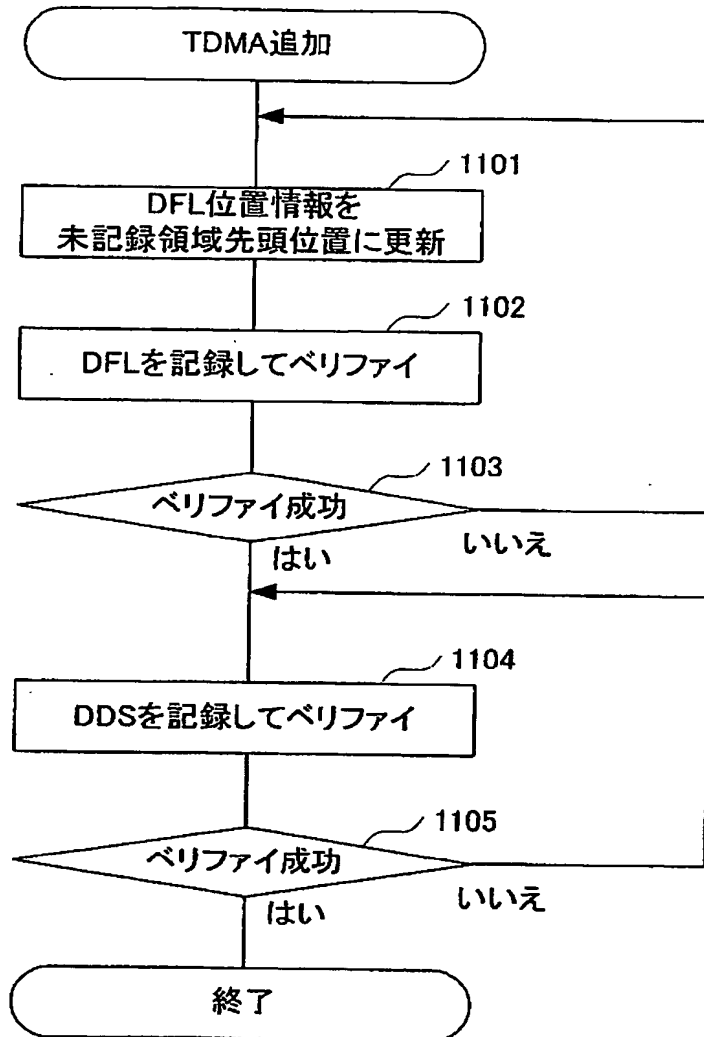 TDMA追加
1101
DFL位置情報を
未記録領域先頭位置に更新
1102
DFLを記録してベリファイ
1103
ベリファイ成功
はい
いいえ
1104
DDSを記録してベリファイ
1105
ベリファイ成功
はい
いいえ
終了